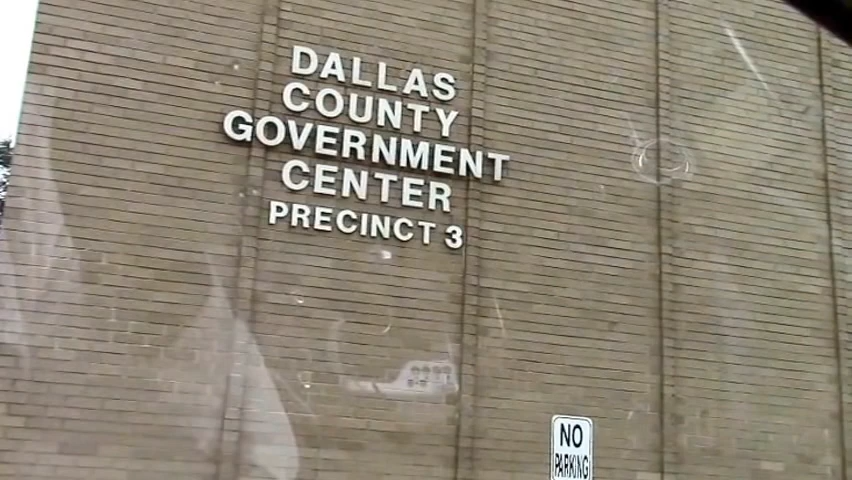 DALLAS
COUNTY
GOVERNMENT
CENTER
PRECINCT 3
NO
PARKING